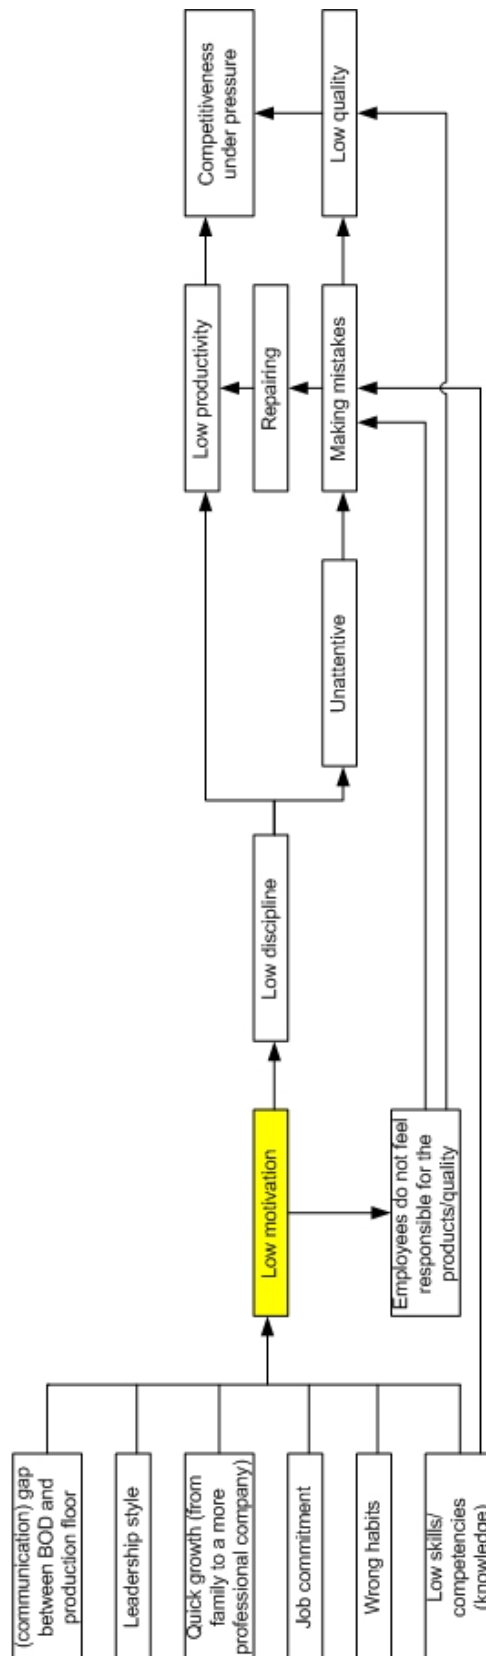 (communication) gap
between BOD and
production floor
Leadership style
Quick growth (from
family to a more
professional company)
Job commitment
Wrong habits
Low skills/
competencies
(knowledge)
Low motivation
Employees do not feel
responsible for the
products/quality
Low discipline
Unattentive
Low productivity
Repairing
Making mistakes
Competitiveness
under pressure
Low quality